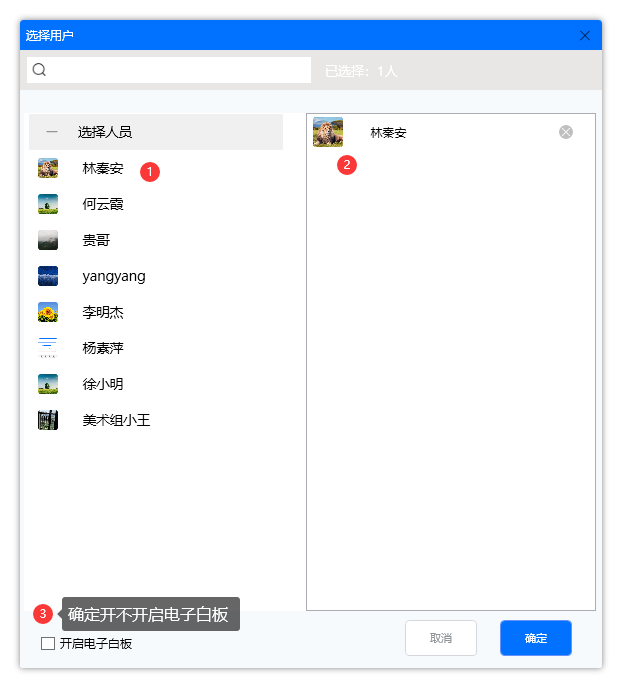 选择用户
已选择：1人
选择人员
林秦安 1
何云霞
贵哥
yangyang
李明杰
杨素萍
徐小明
美术组小王
林秦安
2
3 确定开不开启电子白板
开启电子白板
取消
确定